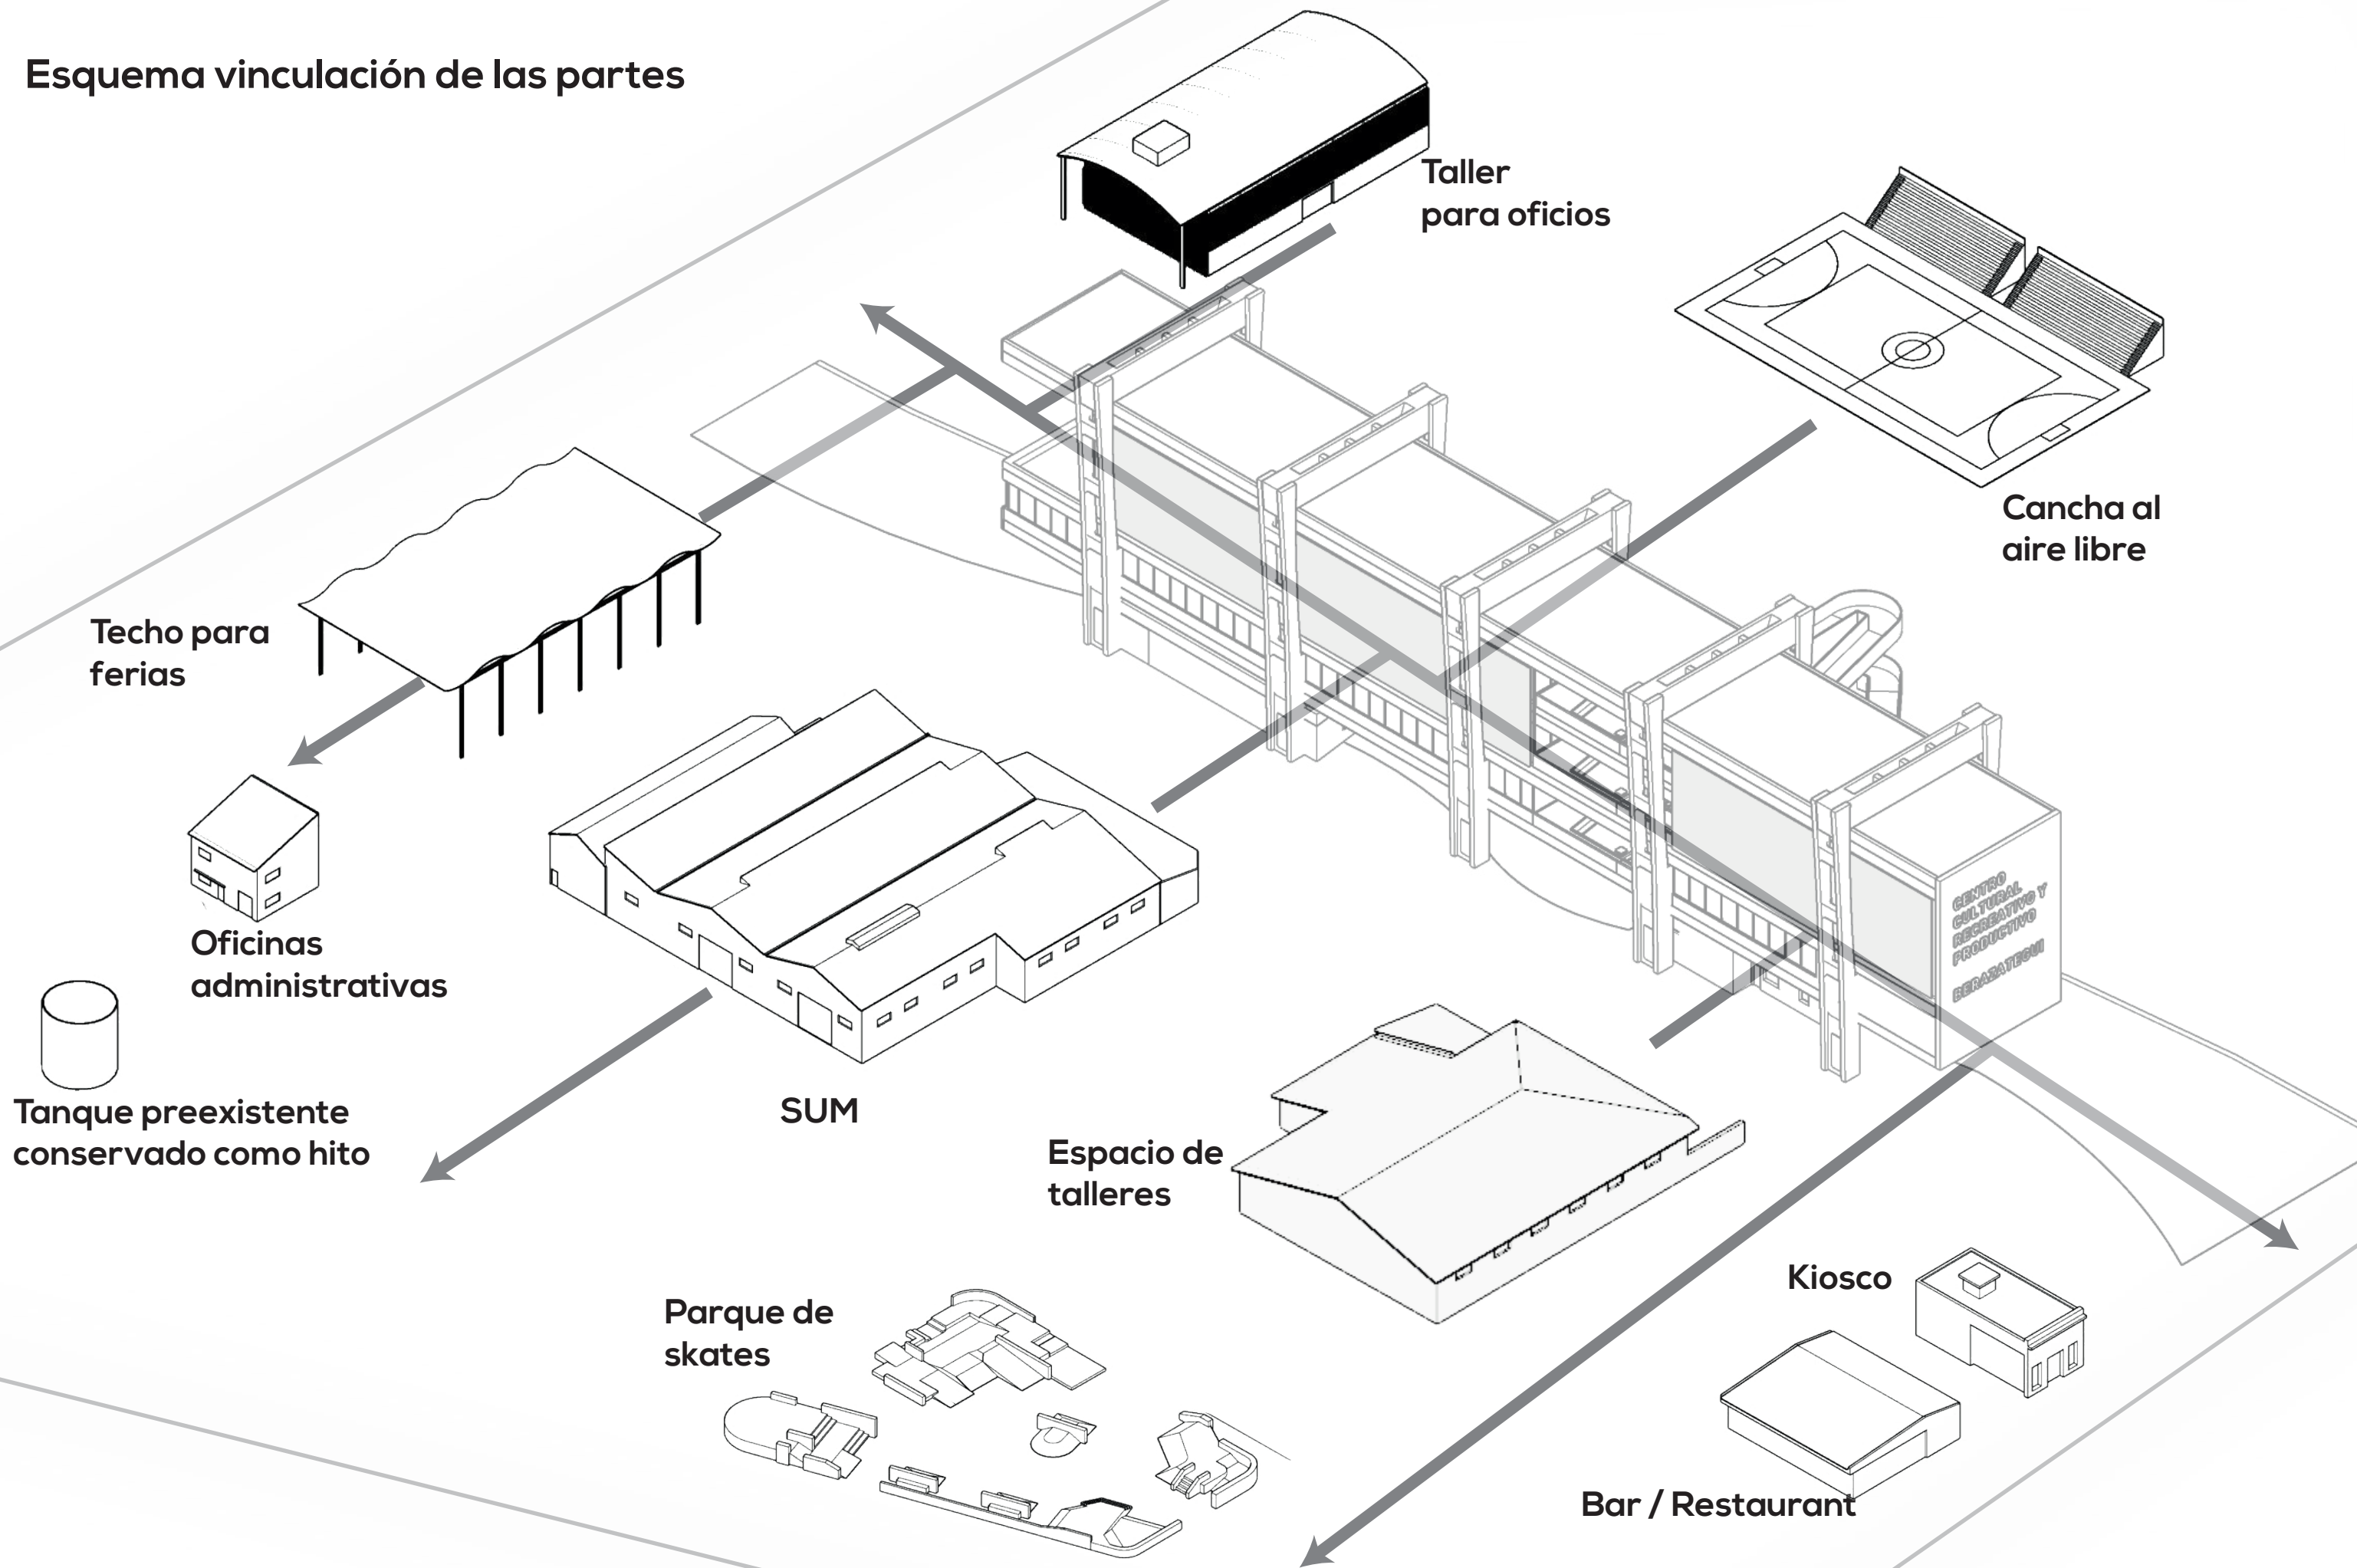 Esquema vinculación de las partes
Taller
para oficios
Cancha al
aire libre
Techo para
ferias
CENTRO
CULTURAL
RECREATIVO Y
PRODUCTIVO
BERAZATEGUI
Oficinas
administrativas
Tanque preexistente
conservado como hito
SUM
Espacio de
talleres
Kiosco
Parque de
skates
Bar / Restaurant